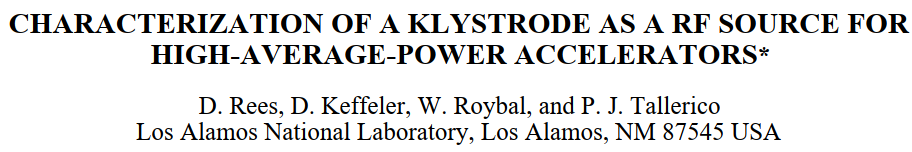 CHARACTERIZATION OF A KLYSTRODE AS A RF SOURCE FOR
HIGH-AVERAGE-POWER ACCELERATORS*
D. Rees, D. Keffeler, W. Roybal, and P. J. Tallerico
Los Alamos National Laboratory, Los Alamos, NM 87545 USA